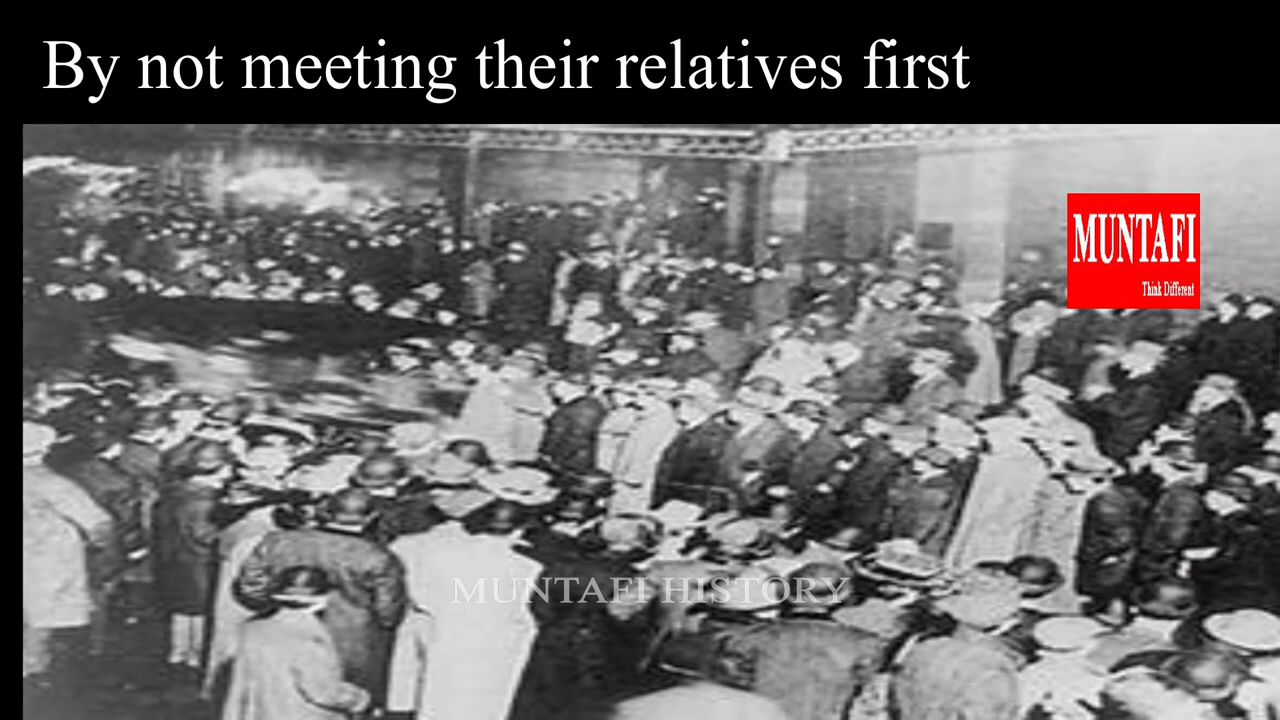 By not meeting their relatives first
MUNTAFI
Think Different
MUNTAFI HISTORY